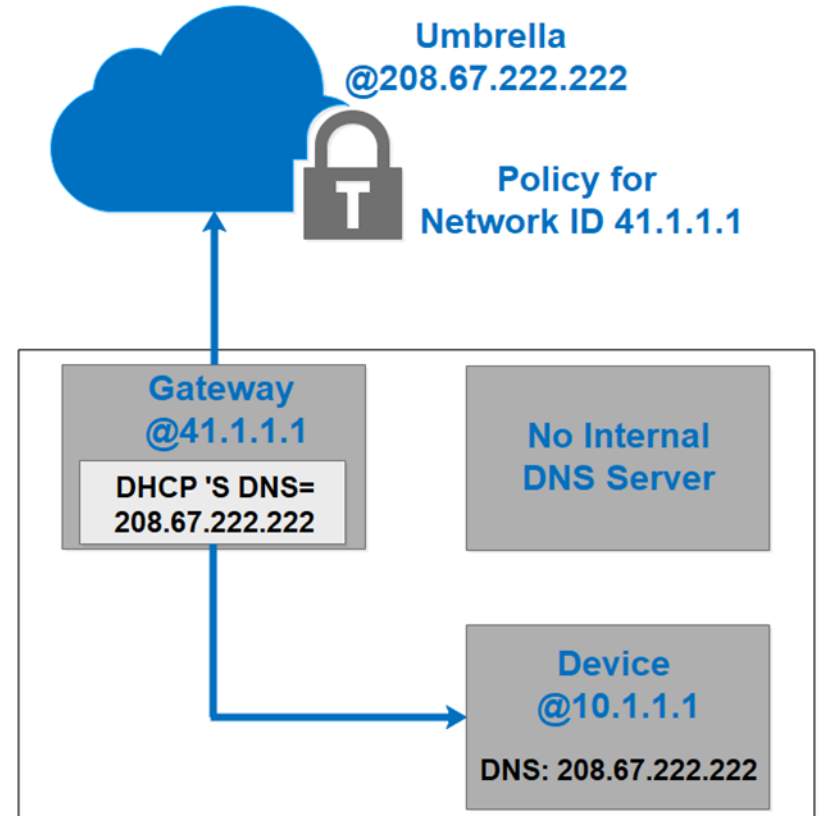 Umbrella
@208.67.222.222
T
Policy for
Network ID 41.1.1.1
Gateway
@41.1.1.1
DHCP 'S DNS=
208.67.222.222
No Internal
DNS Server
Device
@10.1.1.1
DNS: 208.67.222.222